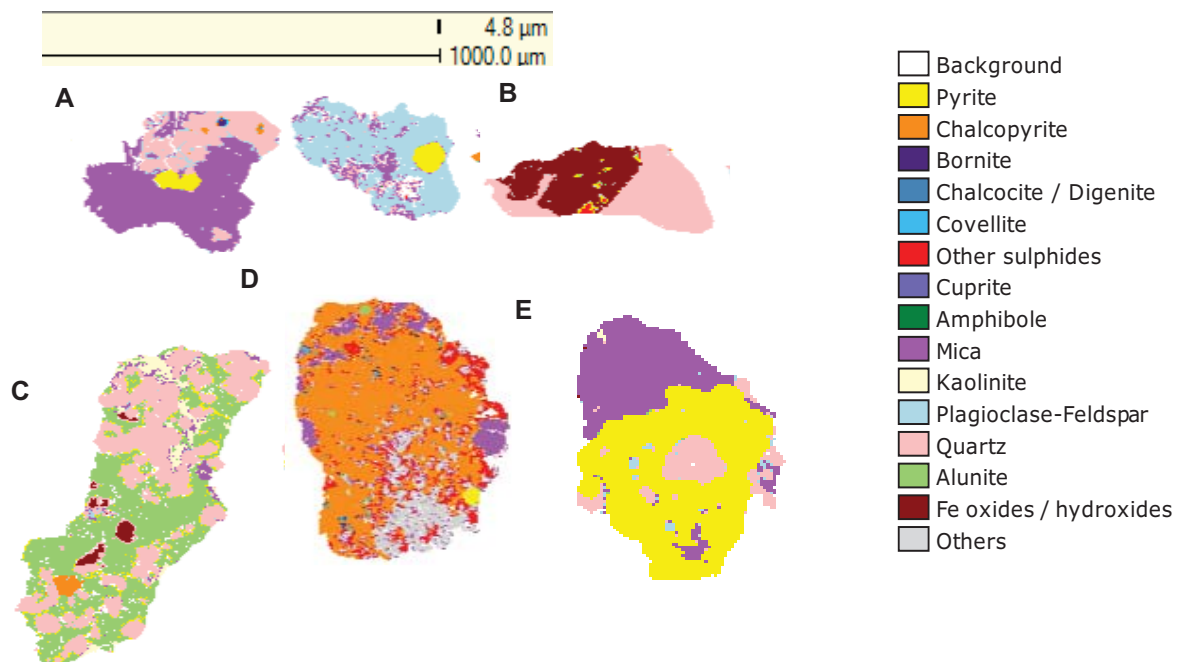 4.8 µm
1000.0 µm
A
B
D
E
C
Background
Pyrite
Chalcopyrite
Bornite
Chalcocite / Digenite
Covellite
Other sulphides
Cuprite
Amphibole
Mica
Kaolinite
Plagioclase-Feldspar
Quartz
Alunite
Fe oxides / hydroxides
Others